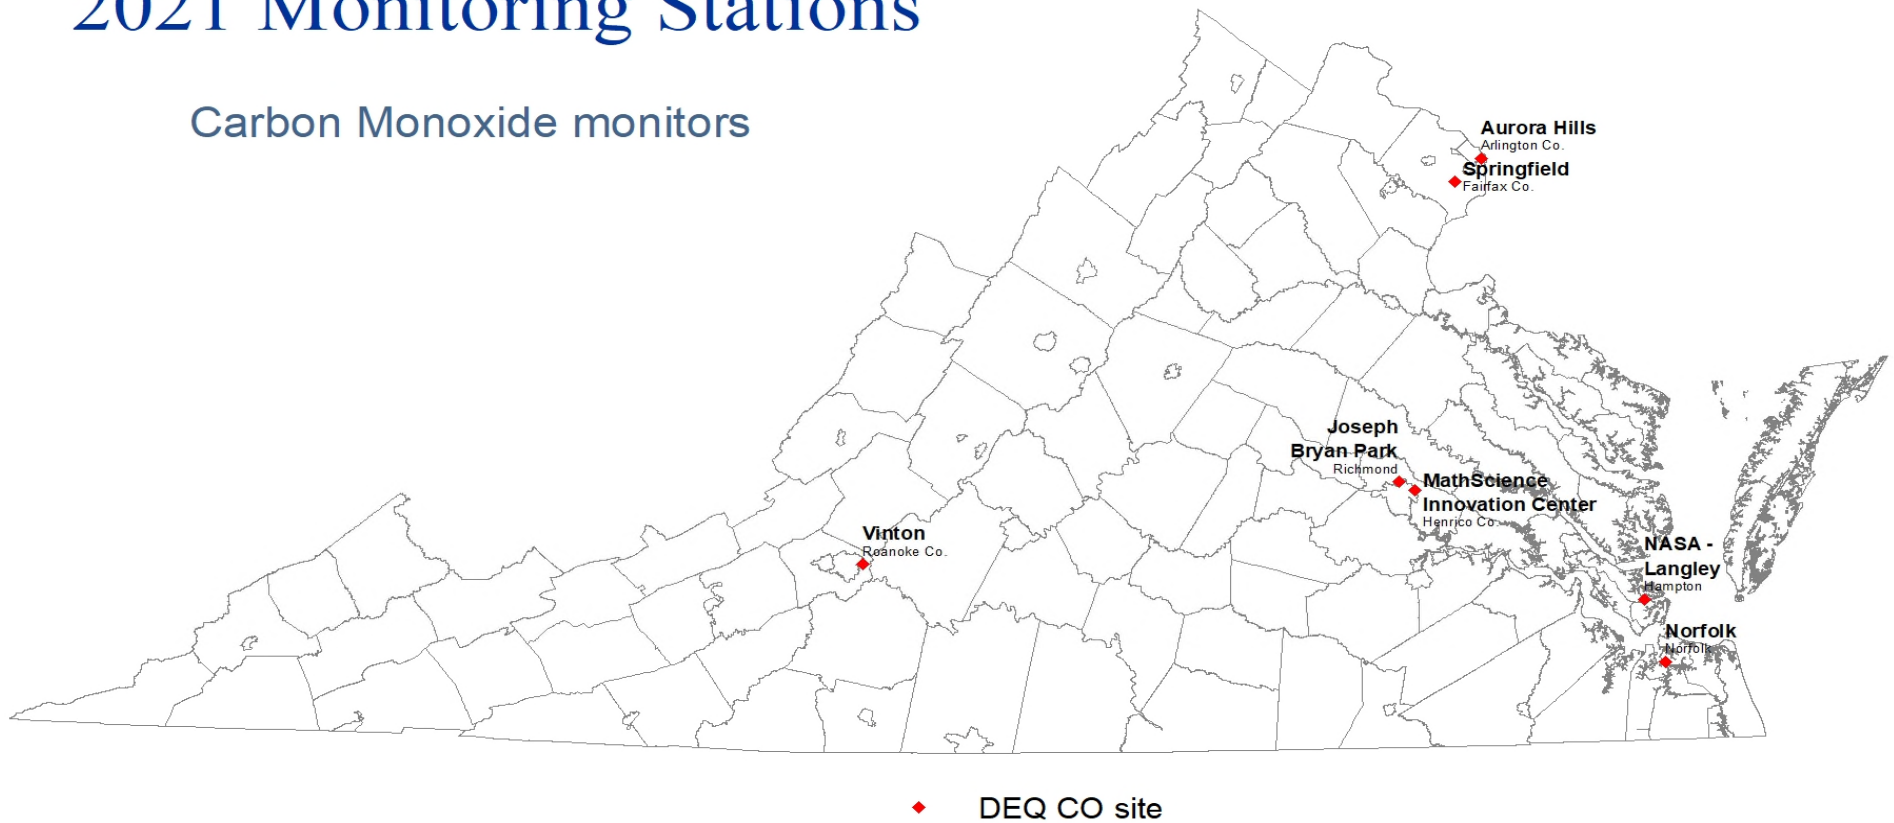 2021 Monitoring Stations
Carbon Monoxide monitors
Aurora Hills
Arlington Co.
Springfield
Fairfax Co.
Joseph
Bryan Park
Richmond
MathScience
Innovation Center
Henrico Co.
Vinton
Roanoke Co.
NASA -
Langley
Hampton
Norfolk
Norfolk
DEQ CO site